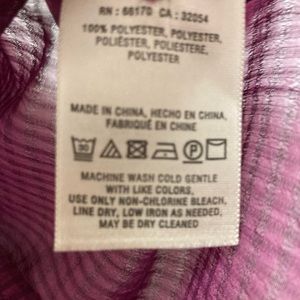 RN : 66170 CA : 32054
100% POLYESTER, POLYESTER,
POLIÉSTER, POLIESTERE,
POLYESTER
MADE IN CHINA, HECHO EN CHINA,
FABRIQUÉ EN CHINE
30 P
MACHINE WASH COLD GENTLE
WITH LIKE COLORS,
USE ONLY NON-CHLORINE BLEACH,
LINE DRY, LOW IRON AS NEEDED,
MAY BE DRY CLEANED